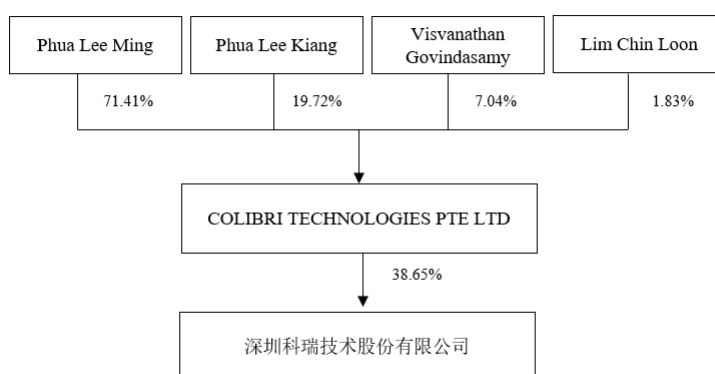 Phua Lee Ming
Phua Lee Kiang
Visvanathan
Govindasamy
Lim Chin Loon
71.41%
19.72%
7.04%
1.83%
COLIBRI TECHNOLOGIES PTE LTD
38.65%
深圳科瑞技术股份有限公司